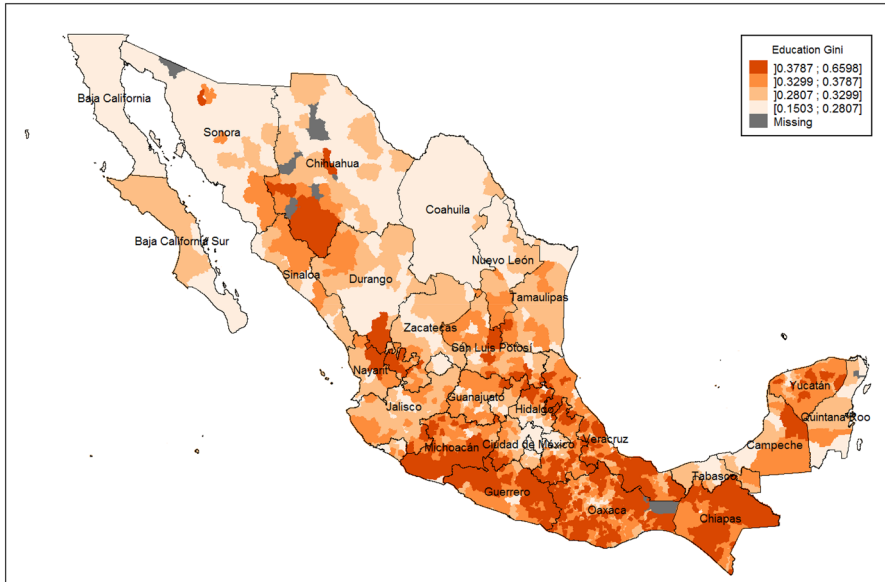 Education Gini
]0.3787 ; 0.6598]
]0.3299 ; 0.3787]
]0.2807 ; 0.3299]
[0.1503 ; 0.2807]
Missing
Baja California
Sonora
Chihuahua
Coahuila
Baja California Sur
Nuevo León
Sinaloa
Durango
Tamaulipas
Zacatecas
San Luis Potosí
Nayarit
Yucatán
Guanajuato
Jalisco
Hidalgo
Quintana Roo
Michoacán
Ciudad de México
Veracruz
Campeche
Tabasco
Guerrero
Oaxaca
Chiapas